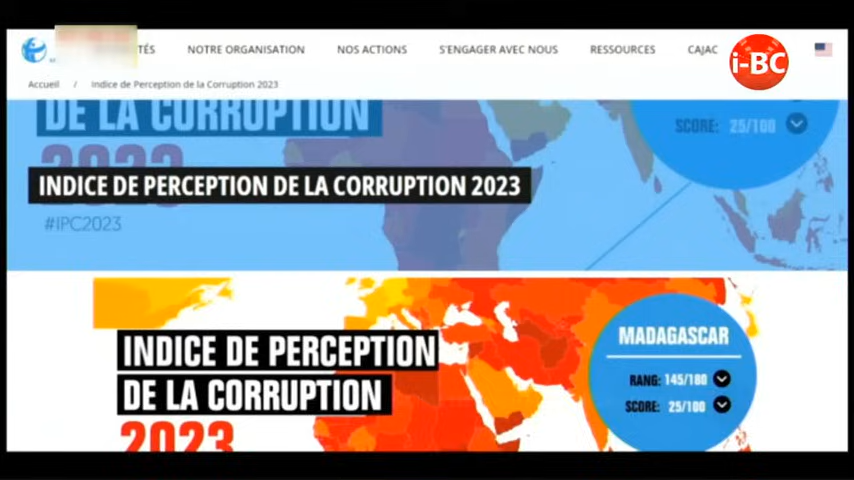 TÉS NOTRE ORGANISATION NOS ACTIONS S'ENGAGER AVEC NOUS RESSOURCES CAJAC
i-BC
Accueil / Indice de Perception de la Corruption 2023
DE LA CORRUPTION
2023
SCORE: 25/100
INDICE DE PERCEPTION DE LA CORRUPTION 2023
#IPC2023
INDICE DE PERCEPTION
DE LA CORRUPTION
2023
MADAGASCAR
RANG: 145/180
SCORE: 25/100